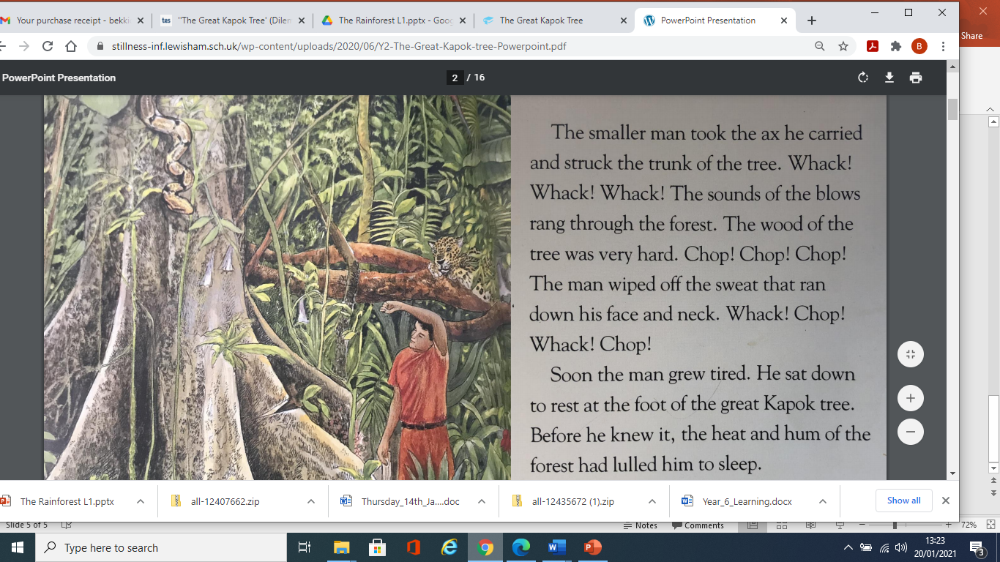 Your purchase receipt - bekki
tes "The Great Kapok Tree' (Dilem
The Rainforest L1.pptx - Goog
The Great Kapok Tree
PowerPoint Presentation
Share
stillness-inf.lewisham.sch.uk/wp-content/uploads/2020/06/Y2-The-Great-Kapok-tree-Powerpoint.pdf
B
PowerPoint Presentation
2 / 16
The smaller man took the ax he carried
and struck the trunk of the tree. Whack!
Whack! Whack! The sounds of the blows
rang through the forest. The wood of the
tree was very hard. Chop! Chop! Chop!
The man wiped off the sweat that ran
down his face and neck. Whack! Chop!
Whack! Chop!
Soon the man grew tired. He sat down
to rest at the foot of the great Kapok tree.
Before he knew it, the heat and hum of the
forest had lulled him to sleep.
The Rainforest L1.pptx
all-12407662.zip
Thursday_14th_Ja....doc
all-12435672 (1).zip
Year_6_Learning.docx
Show all
Slide 5 of 5
Notes
Comments
72%
Type here to search
13:23
20/01/2021
3